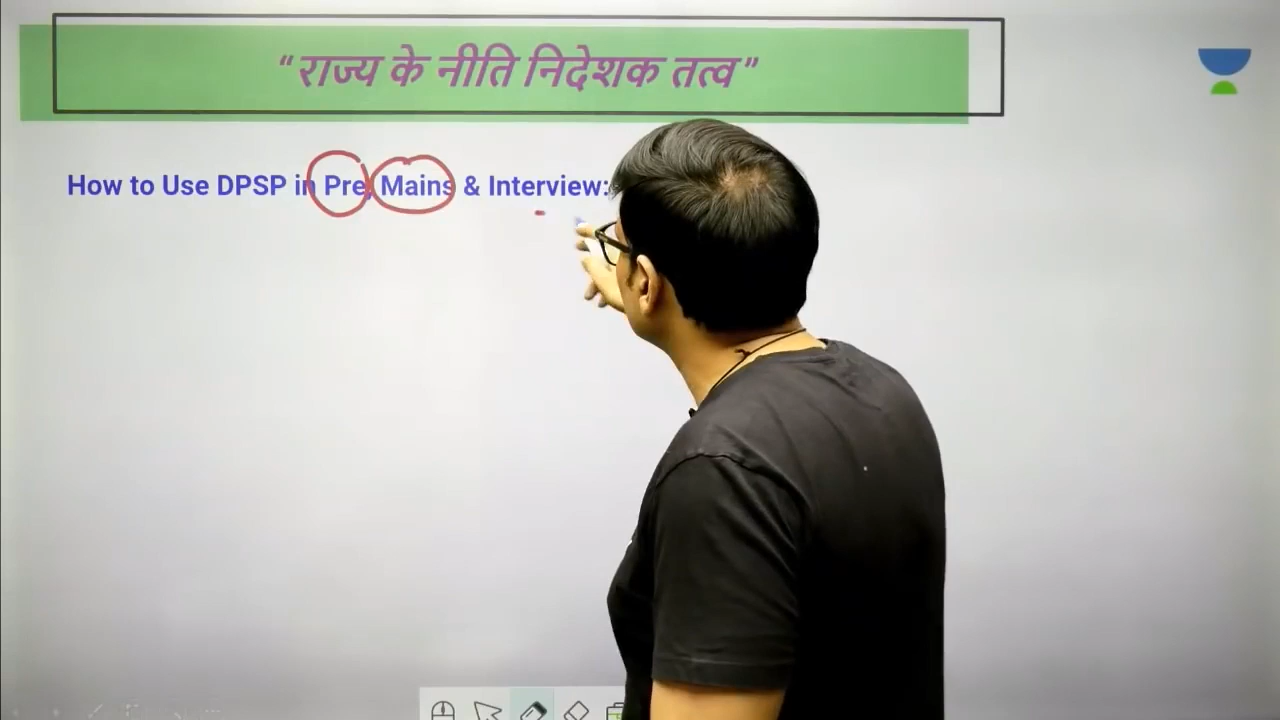 “राज्य के नीति निदेशक तत्व”
How to Use DPSP in Pre, Mains & Interview: